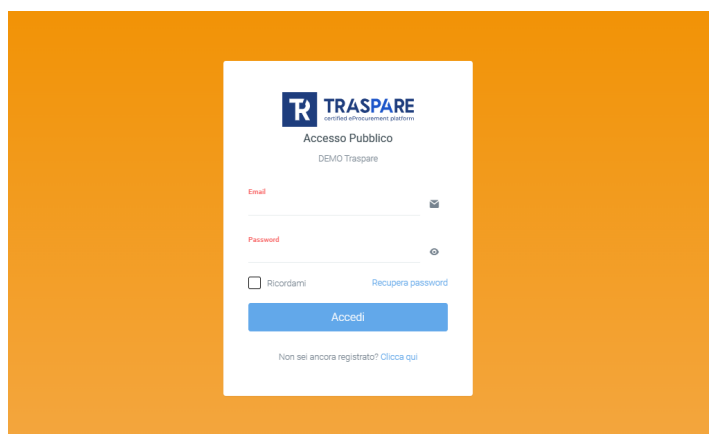 TRASPARE
certified eProcurement platform
Accesso Pubblico
DEMO Traspare
Email
Password
Ricordami
Recupera password
Accedi
Non sei ancora registrato? Clicca qui